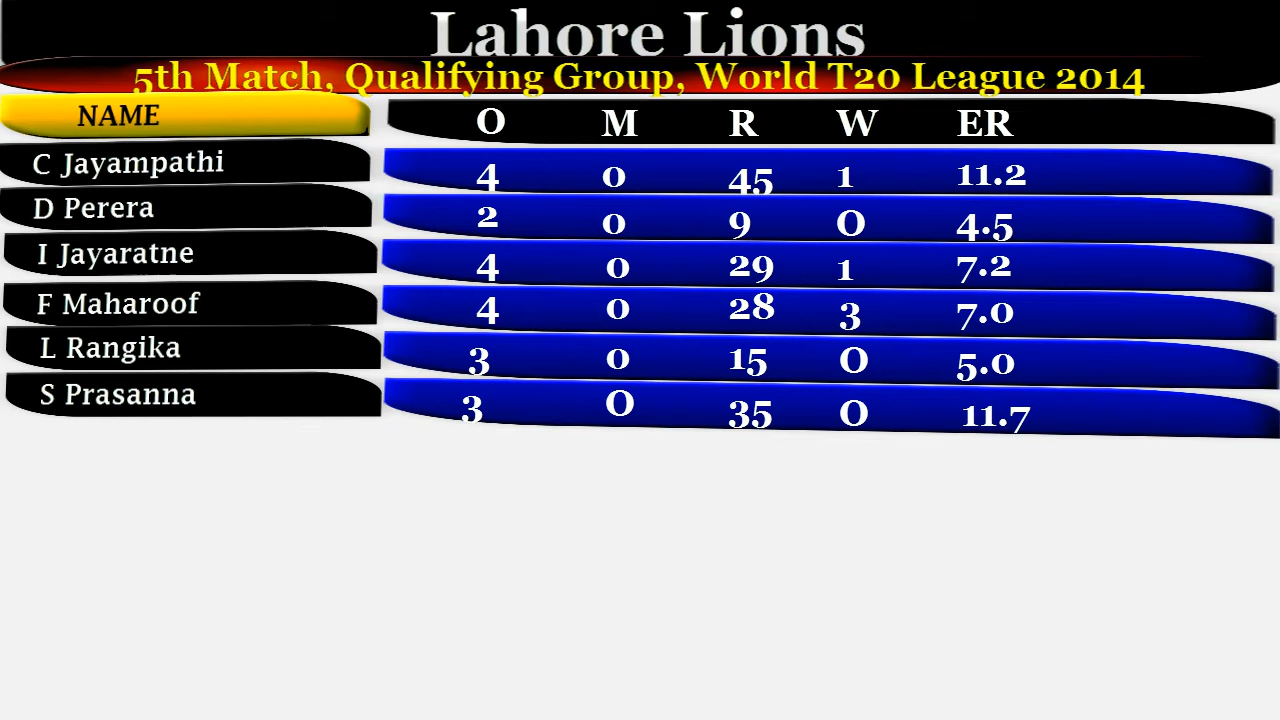 Lahore Lions
5th Match, Qualifying Group, World T20 League 2014
NAME O M R W ER
C Jayampathi 4 0 45 1 11.2
D Perera 2 0 9 0 4.5
I Jayaratne 4 0 29 1 7.2
F Maharoof 4 0 28 3 7.0
L Rangika 3 0 15 0 5.0
S Prasanna 3 0 35 0 11.7